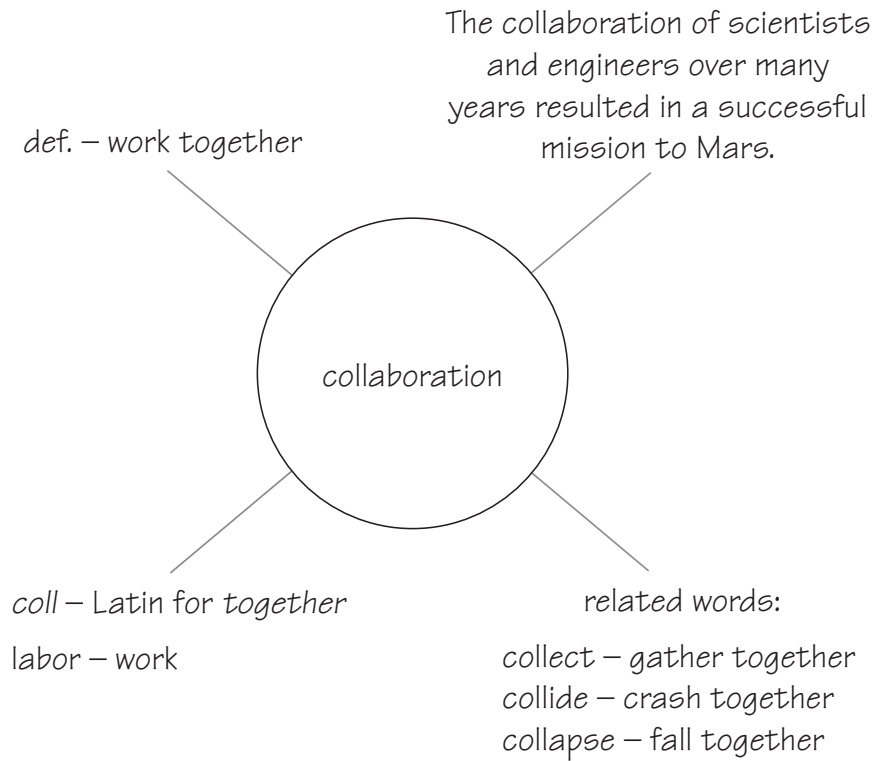 def. – work together
The collaboration of scientists
and engineers over many
years resulted in a successful
mission to Mars.
collaboration
coll – Latin for together
labor – work
related words:
collect – gather together
collide – crash together
collapse – fall together